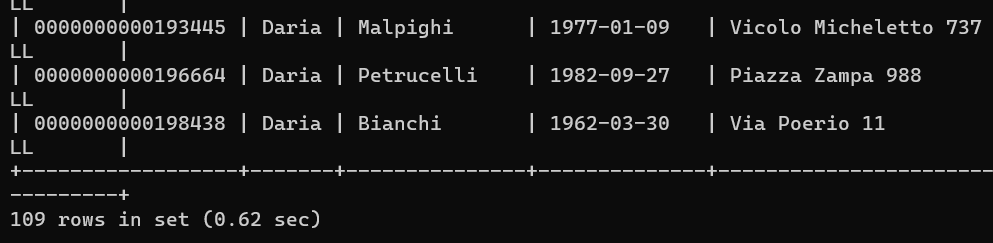 LL         |
| 0000000000193445 | Daria | Malpighi      | 1977-01-09   | Vicolo Micheletto 737
LL       |
| 0000000000196664 | Daria | Petrucelli    | 1982-09-27   | Piazza Zampa 988
LL       |
| 0000000000198438 | Daria | Bianchi       | 1962-03-30   | Via Poerio 11
LL       |
+------------------+-------+---------------+--------------+-----------------------
---------+
109 rows in set (0.62 sec)